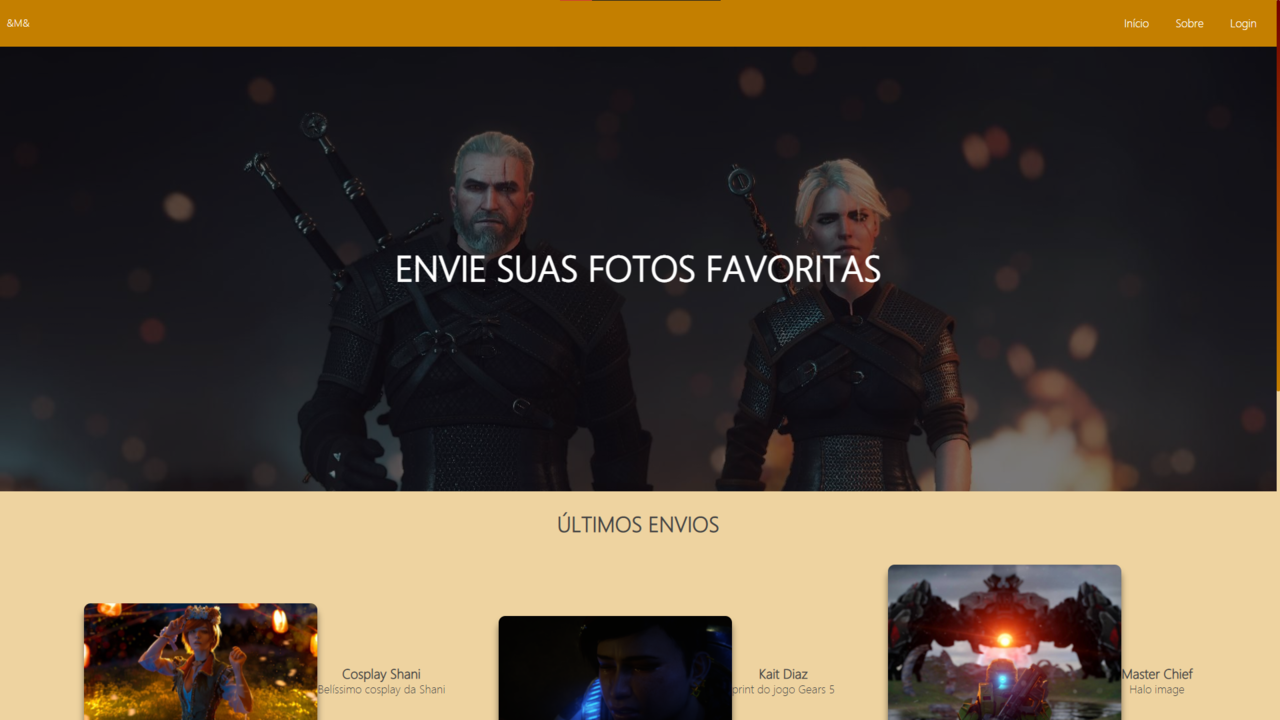 &M&
Início
Sobre
Login
ENVIE SUAS FOTOS FAVORITAS
ÚLTIMOS ENVIOS
Cosplay Shani
Belíssimo cosplay da Shani
Kait Diaz
print do jogo Gears 5
Master Chief
Halo image